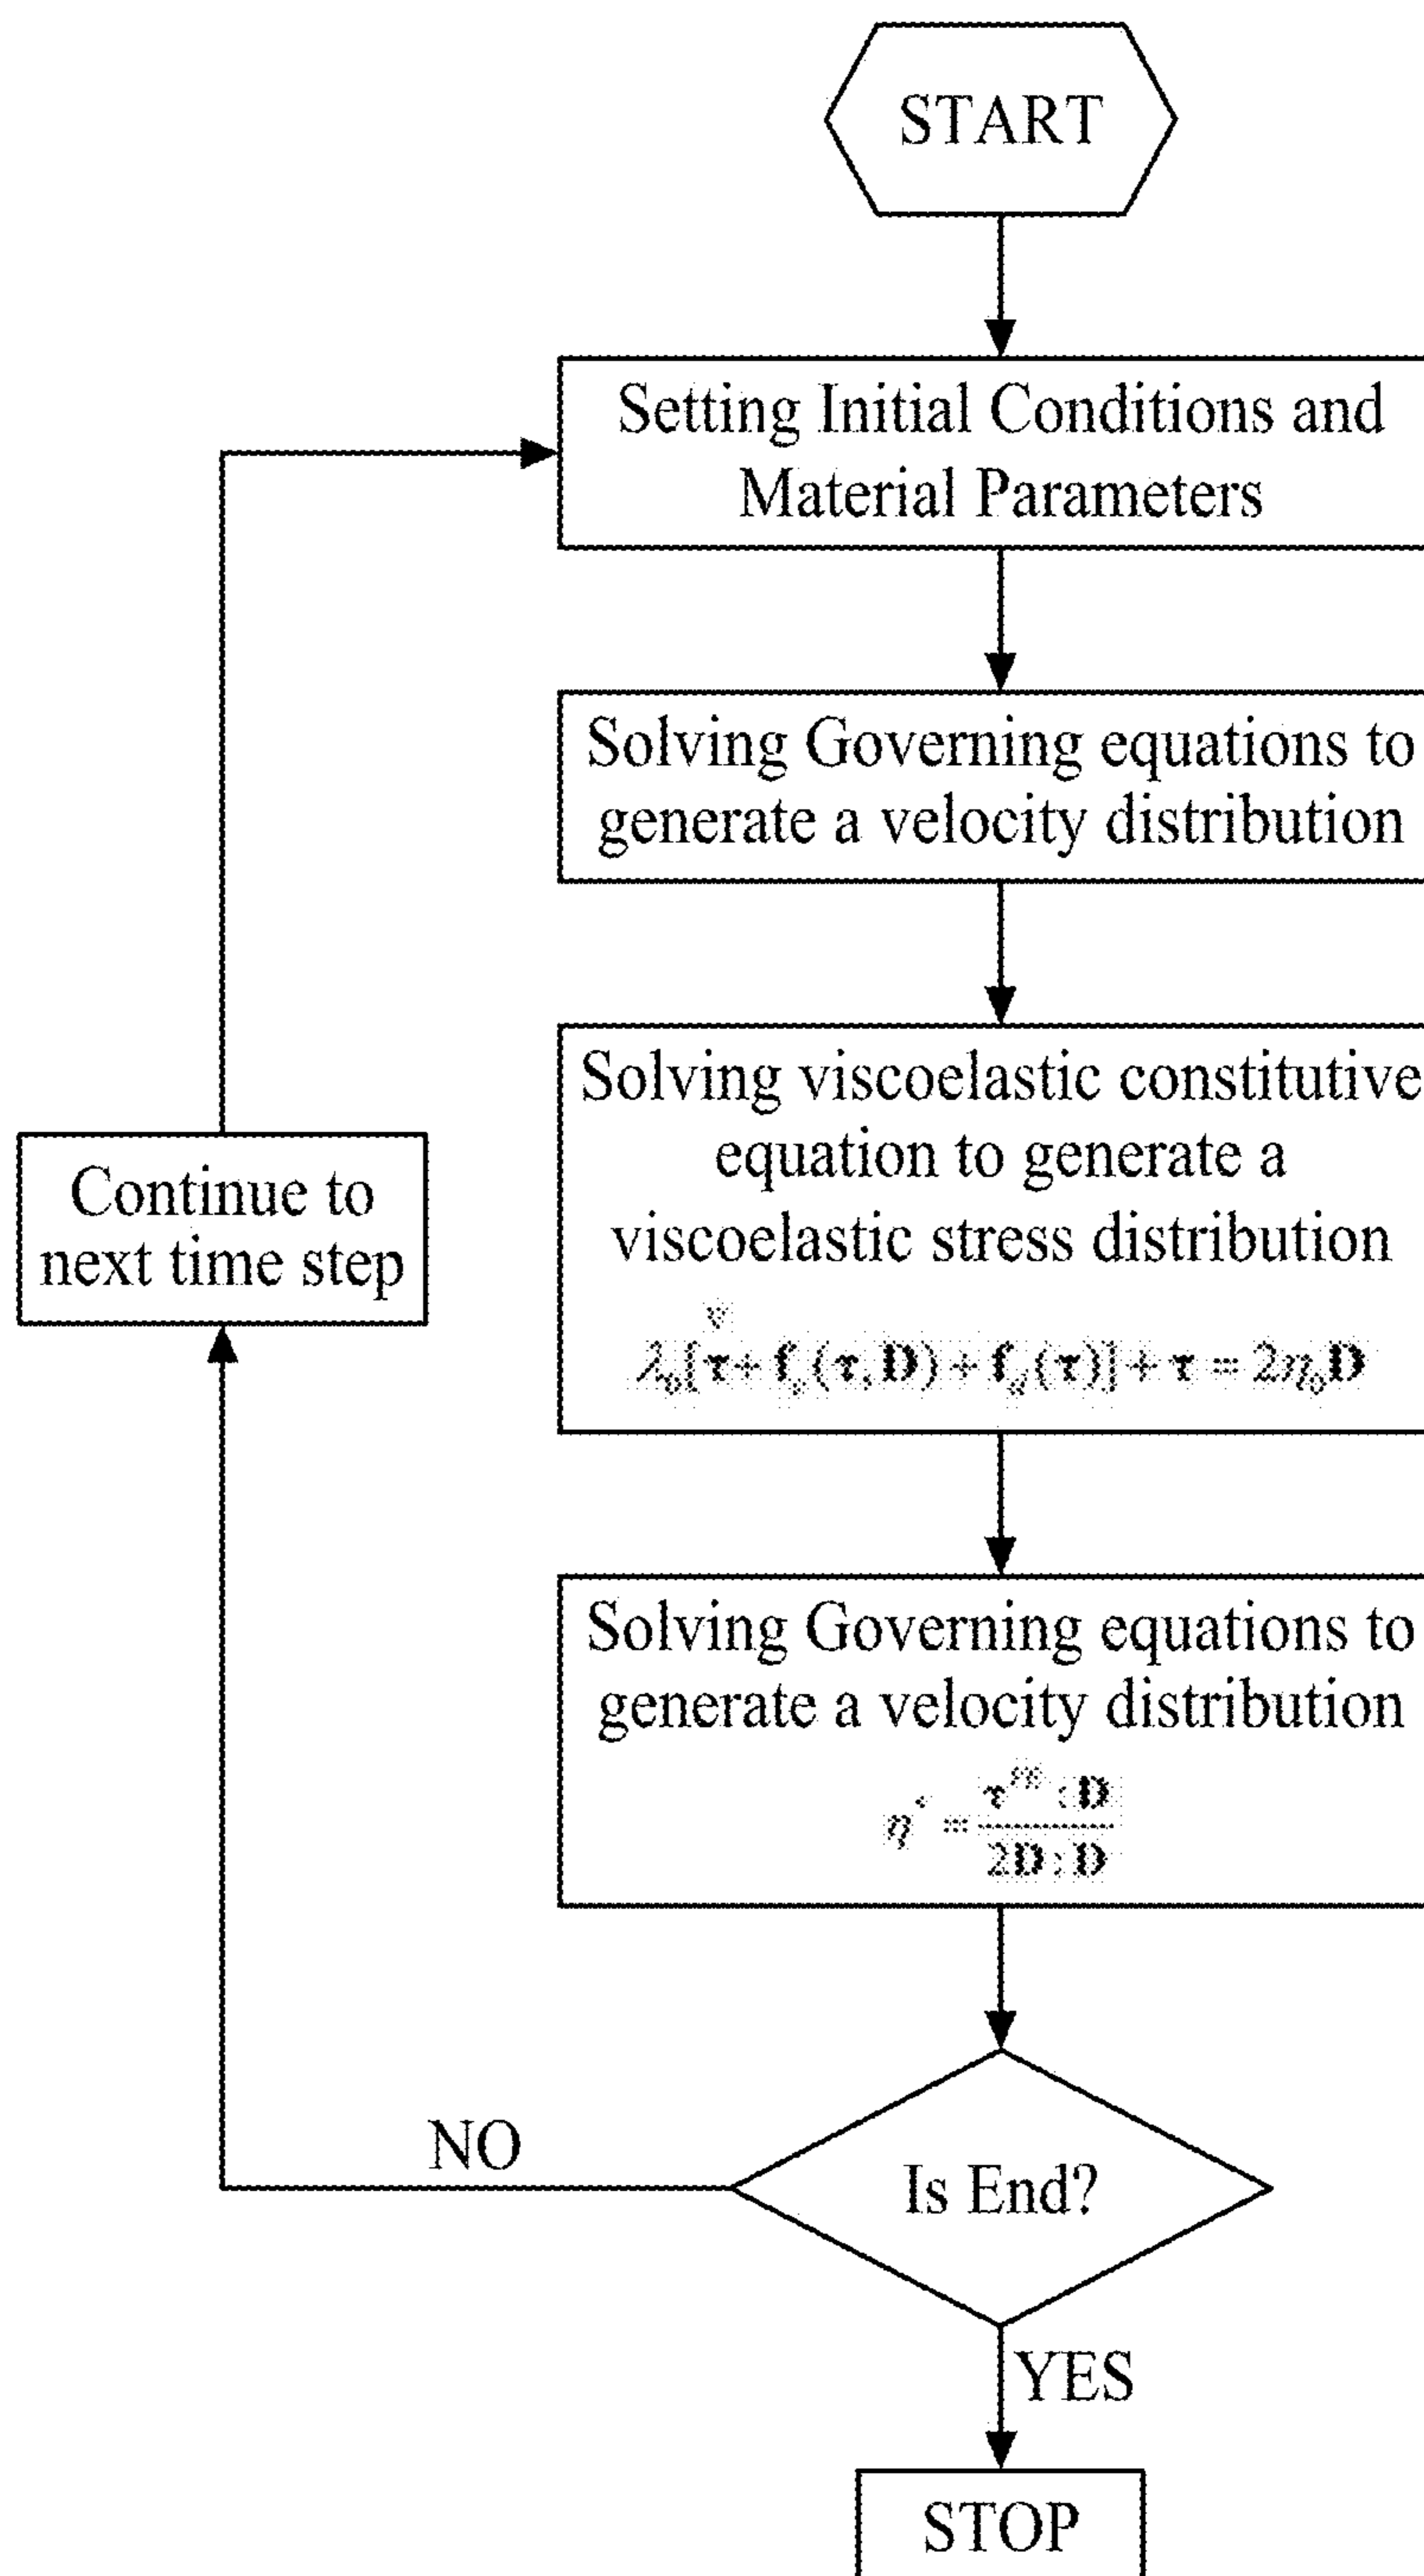 START
Setting Initial Conditions and
Material Parameters
Solving Governing equations to
generate a velocity distribution
Solving viscoelastic constitutive
equation to generate a
viscoelastic stress distribution
Continue to
next time step
+ τ = 2η₀D
Solving Governing equations to
generate a velocity distribution
2D : D
NO
Is End?
YES
STOP